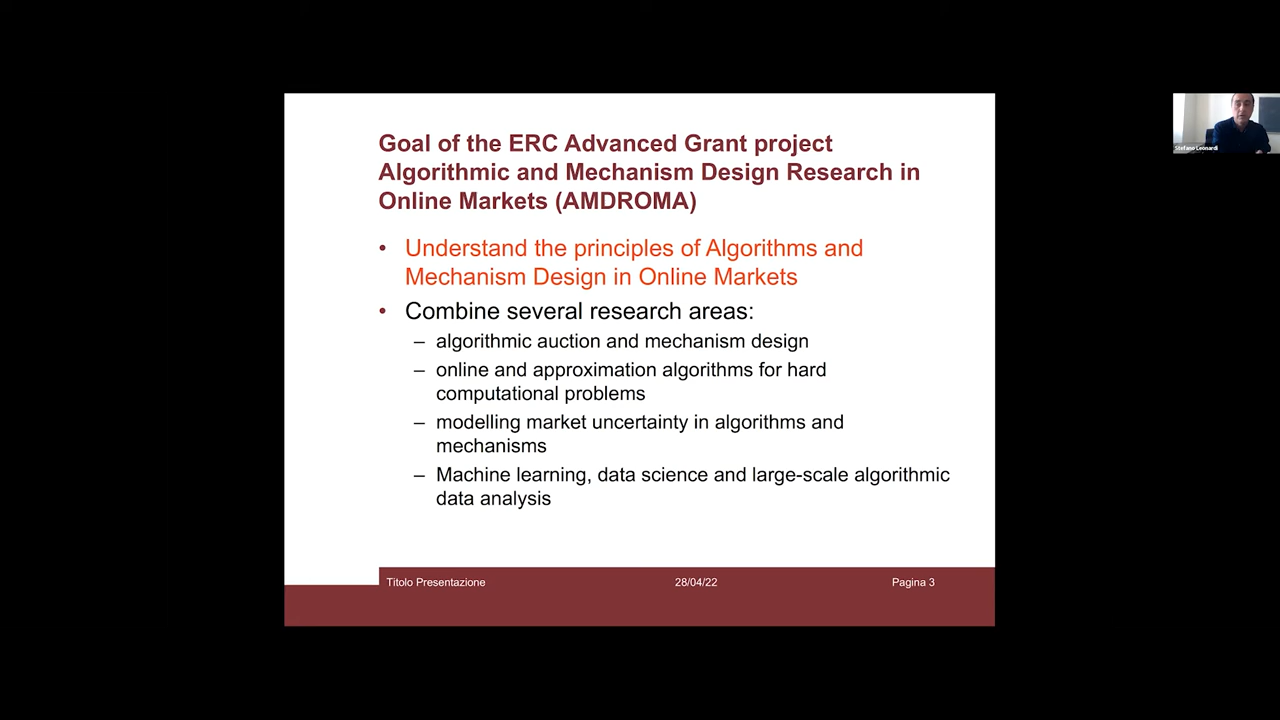 Goal of the ERC Advanced Grant project
Algorithmic and Mechanism Design Research in
Online Markets (AMDROMA)
• Understand the principles of Algorithms and
Mechanism Design in Online Markets
• Combine several research areas:
– algorithmic auction and mechanism design
– online and approximation algorithms for hard
computational problems
– modelling market uncertainty in algorithms and
mechanisms
– Machine learning, data science and large-scale algorithmic
data analysis
Titolo Presentazione
28/04/22
Pagina 3
Stefano Leonardi